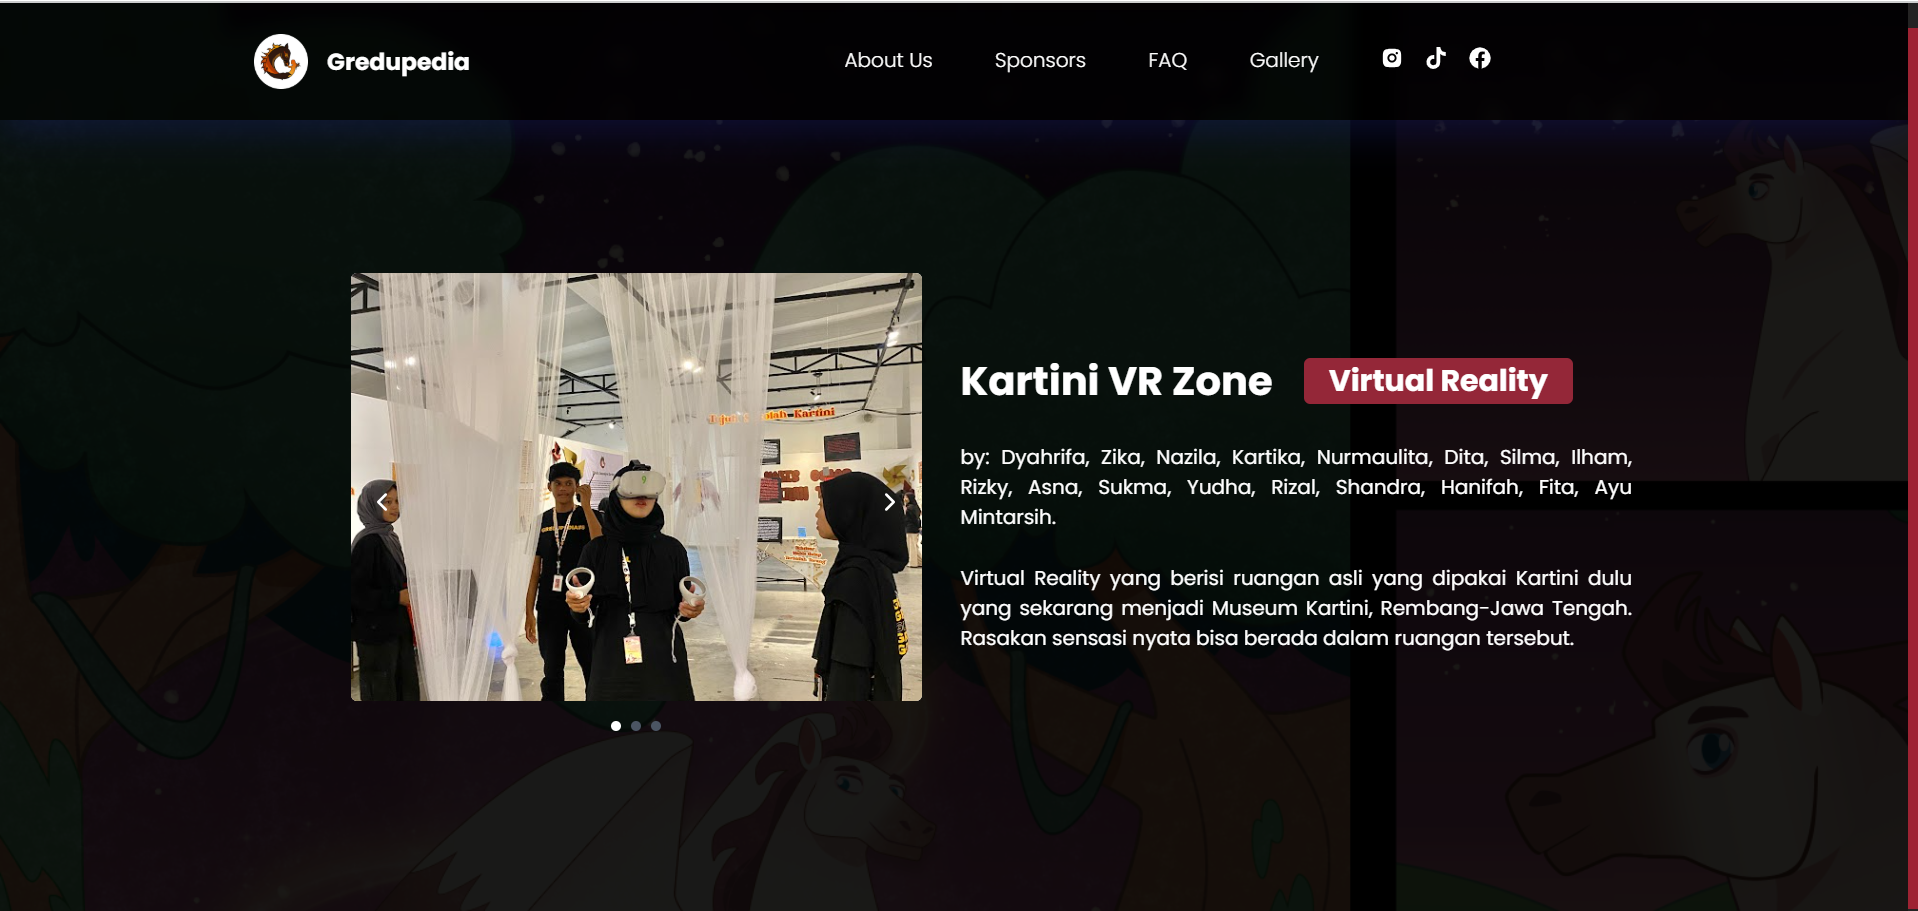 Gredupedia
About Us
Sponsors
FAQ
Gallery
Kartini VR Zone
Virtual Reality
by: Dyahrifa, Zika, Nazila, Kartika, Nurmaulita, Dita, Silma, Ilham,
Rizky, Asna, Sukma, Yudha, Rizal, Shandra, Hanifah, Fita, Ayu
Mintarsih.
Virtual Reality yang berisi ruangan asli yang dipakai Kartini dulu
yang sekarang menjadi Museum Kartini, Rembang-Jawa Tengah.
Rasakan sensasi nyata bisa berada dalam ruangan tersebut.
Kartini